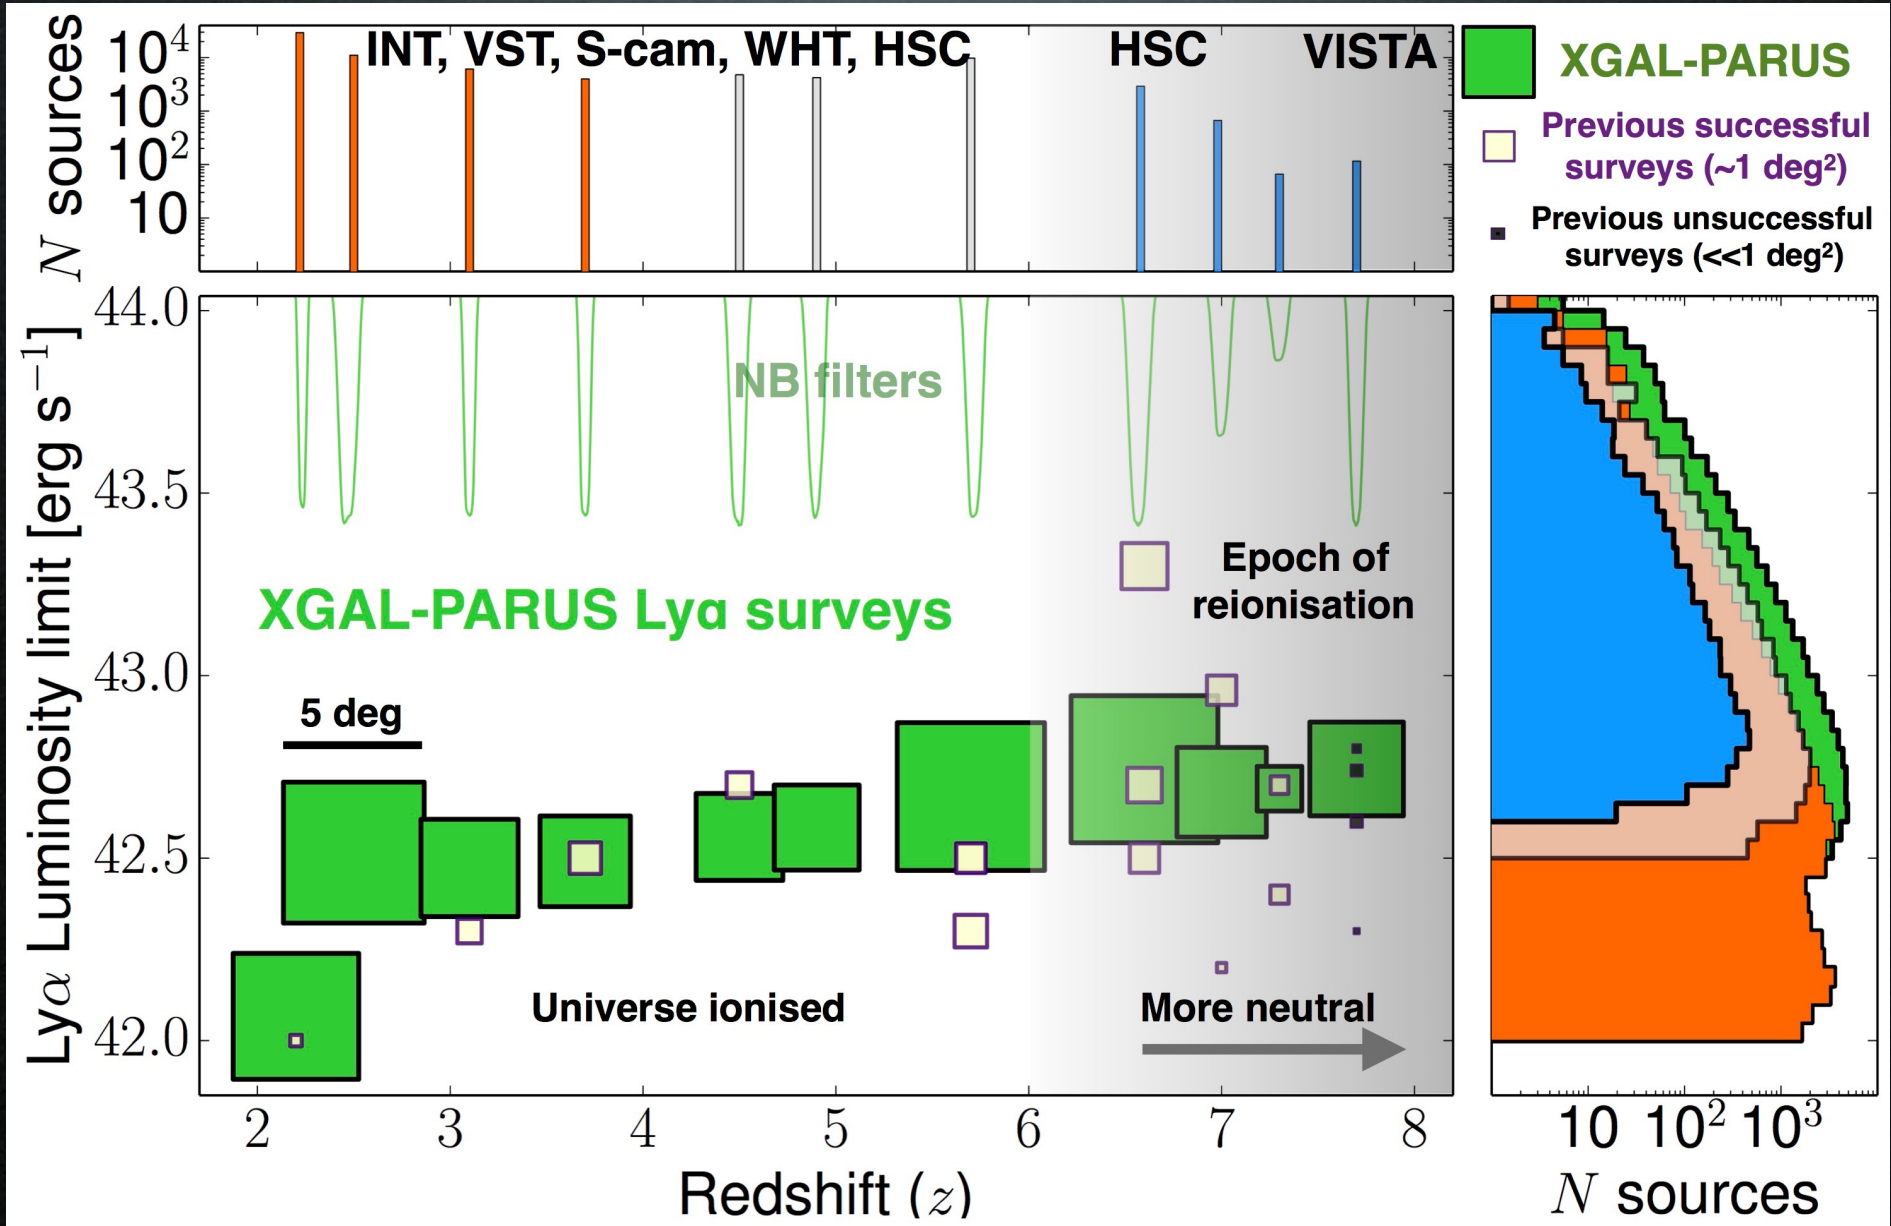 N sources
10⁴
10³
10²
10
INT, VST, S-cam, WHT, HSC
HSC
VISTA
XGAL-PARUS
Previous successful
surveys (~1 deg²)
Previous unsuccessful
surveys (<<1 deg²)
Lyα Luminosity limit [erg s⁻¹]
44.0
43.5
43.0
42.5
42.0
NB filters
XGAL-PARUS Lyα surveys
Epoch of
reionisation
5 deg
Universe ionised
More neutral
2 3 4 5 6 7 8
Redshift (z)
10 10² 10³
N sources